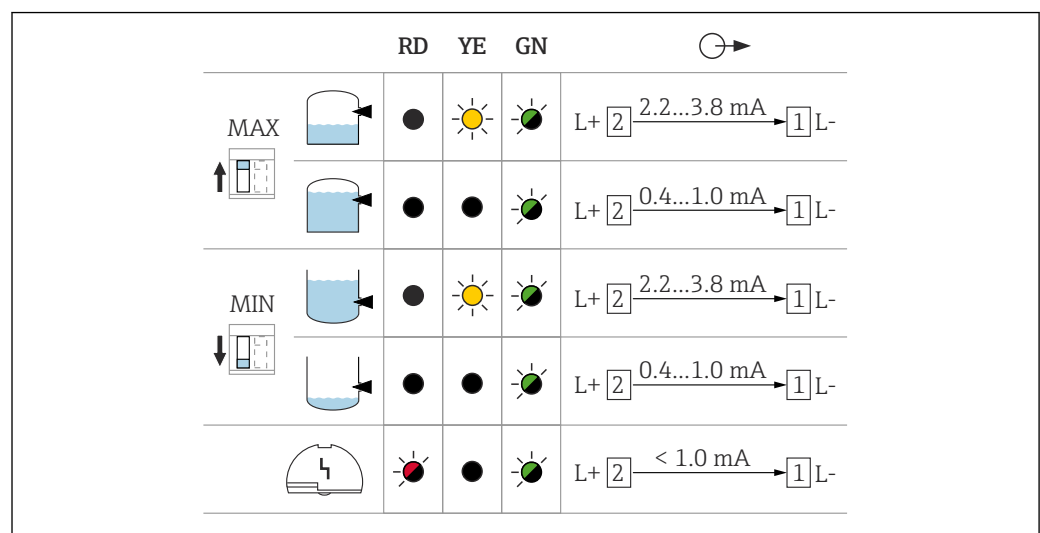 RD YE GN
MAX
L+ 2 2.2...3.8 mA 1 L-
L+ 2 0.4...1.0 mA 1 L-
MIN
L+ 2 2.2...3.8 mA 1 L-
L+ 2 0.4...1.0 mA 1 L-
L+ 2 < 1.0 mA 1 L-